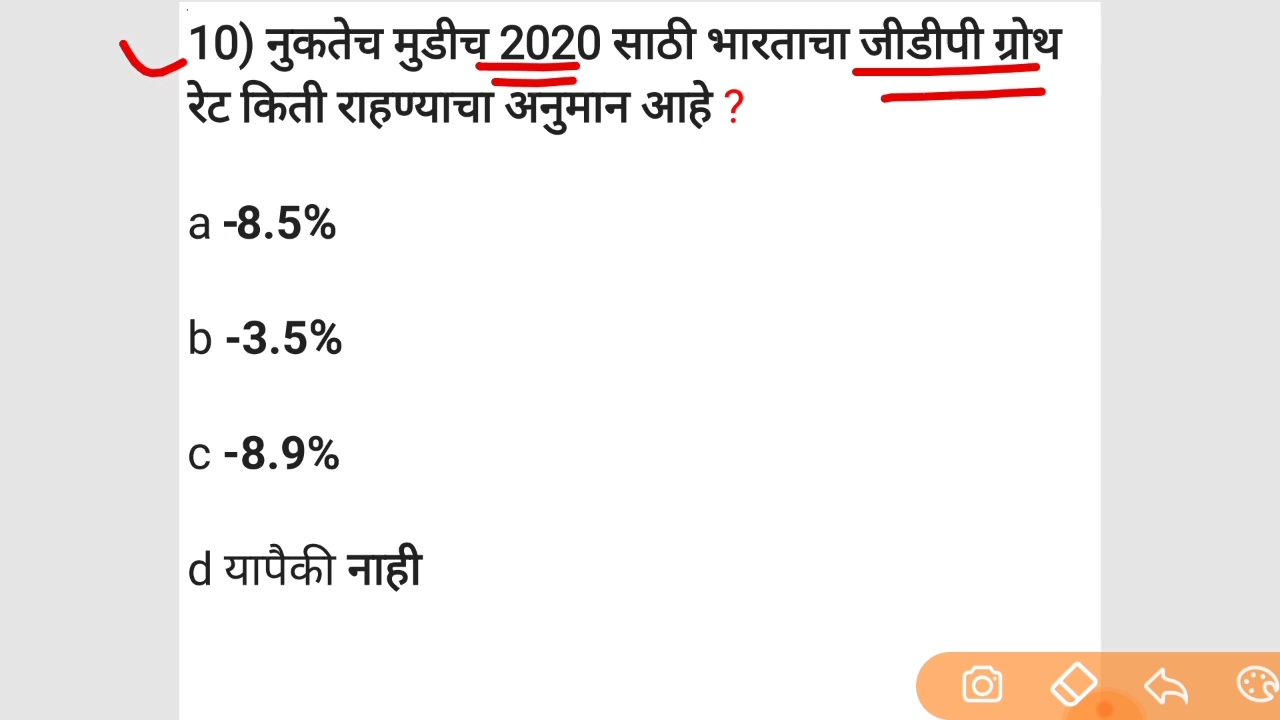 10) नुकतेच मुडीच 2020 साठी भारताचा जीडीपी ग्रोथ
रेट किती राहण्याचा अनुमान आहे ?
a -8.5%
b -3.5%
c -8.9%
d यापैकी नाही